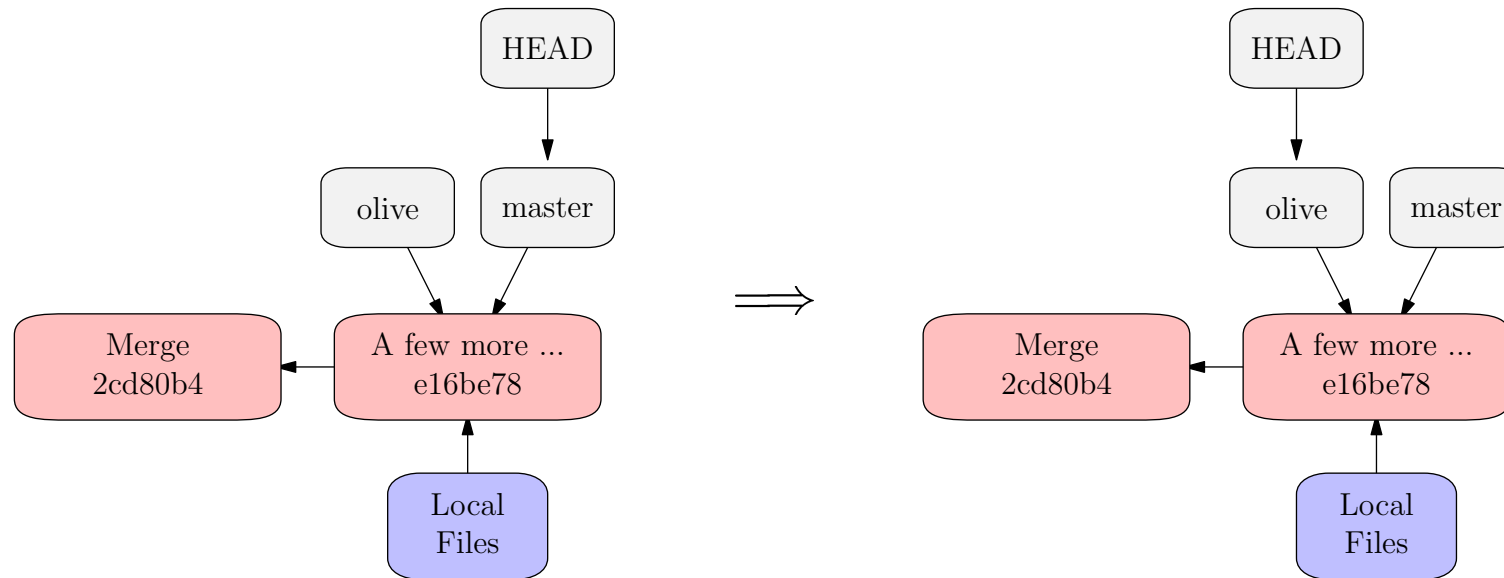 HEAD
olive
master
Merge
2cd80b4
A few more ...
e16be78
Local
Files
HEAD
olive
master
Merge
2cd80b4
A few more ...
e16be78
Local
Files